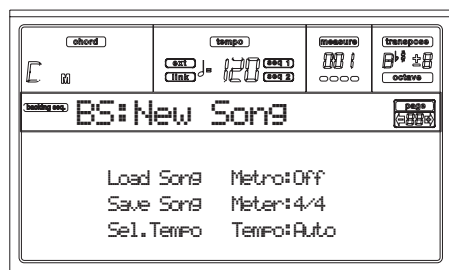 chord tempo measure transpose
C M ext link ♩= 120 seq 1 seq 2 001 B♭♮ ±8 octave
backing seq. BS:New Song page
Load Song Metro:Off
Save Song Meter:4/4
Sel.Tempo Tempo:Auto